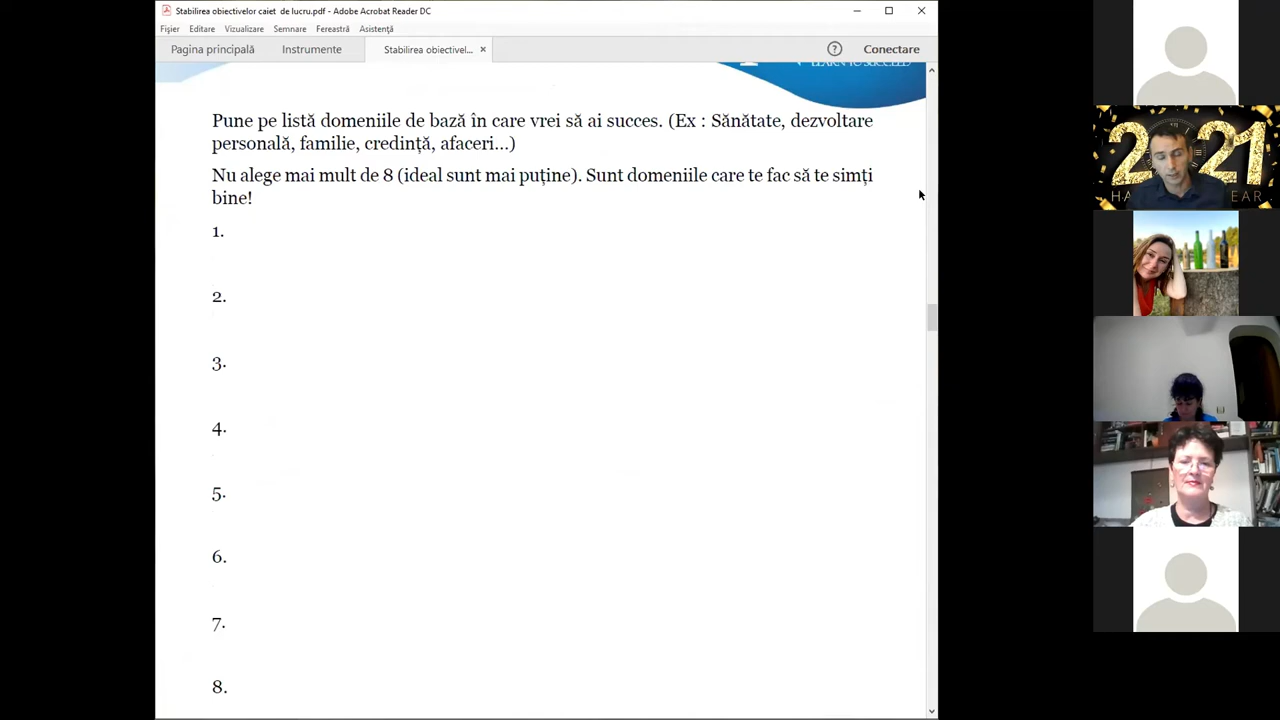 Stabilirea obiectivelor caiet de lucru.pdf - Adobe Acrobat Reader DC
Fișier Editare Vizualizare Semnare Fereastră Asistență
Pagina principală Instrumente Stabilirea obiectivel... × ? Conectare
LEARN TO SUCCEED
Pune pe listă domeniile de bază în care vrei să ai succes. (Ex : Sănătate, dezvoltare
personală, familie, credință, afaceri...)
Nu alege mai mult de 8 (ideal sunt mai puține). Sunt domeniile care te fac să te simți
bine!
1.
2.
3.
4.
5.
6.
7.
8.
2021